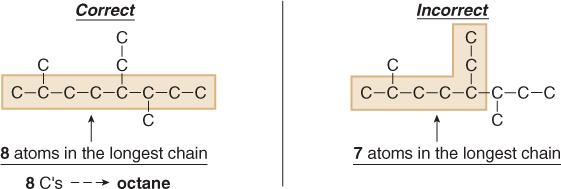 Correct
C
C C
C–C–C–C–C–C–C–C
C
8 atoms in the longest chain
8 C's ---> octane
Incorrect
C
C C
C–C–C–C–C–C–C–C
C
7 atoms in the longest chain